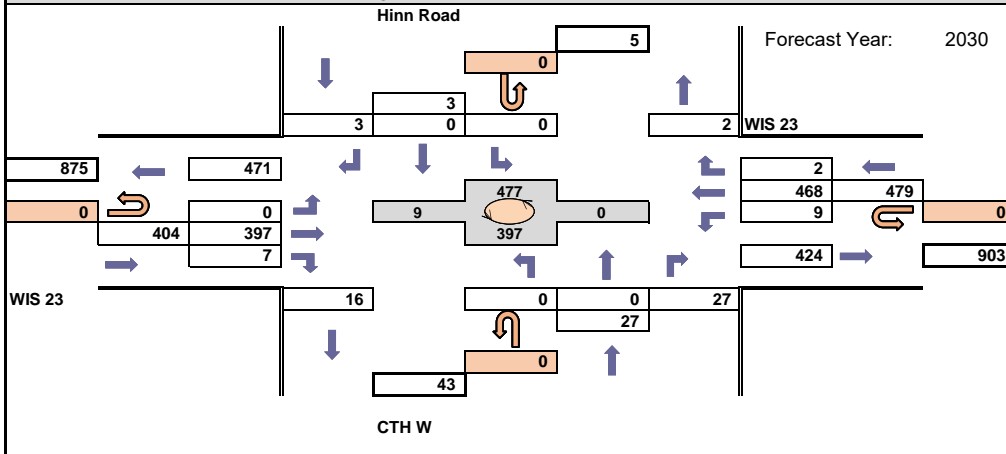 Hinn Road
5
Forecast Year: 2030
0
3
3 0 0 2 WIS 23
875 471 2
477 468 479
0 0 9 0 9 0
404 397 397
7 424 903
WIS 23 16 0 0 27
27
0
43
CTH W